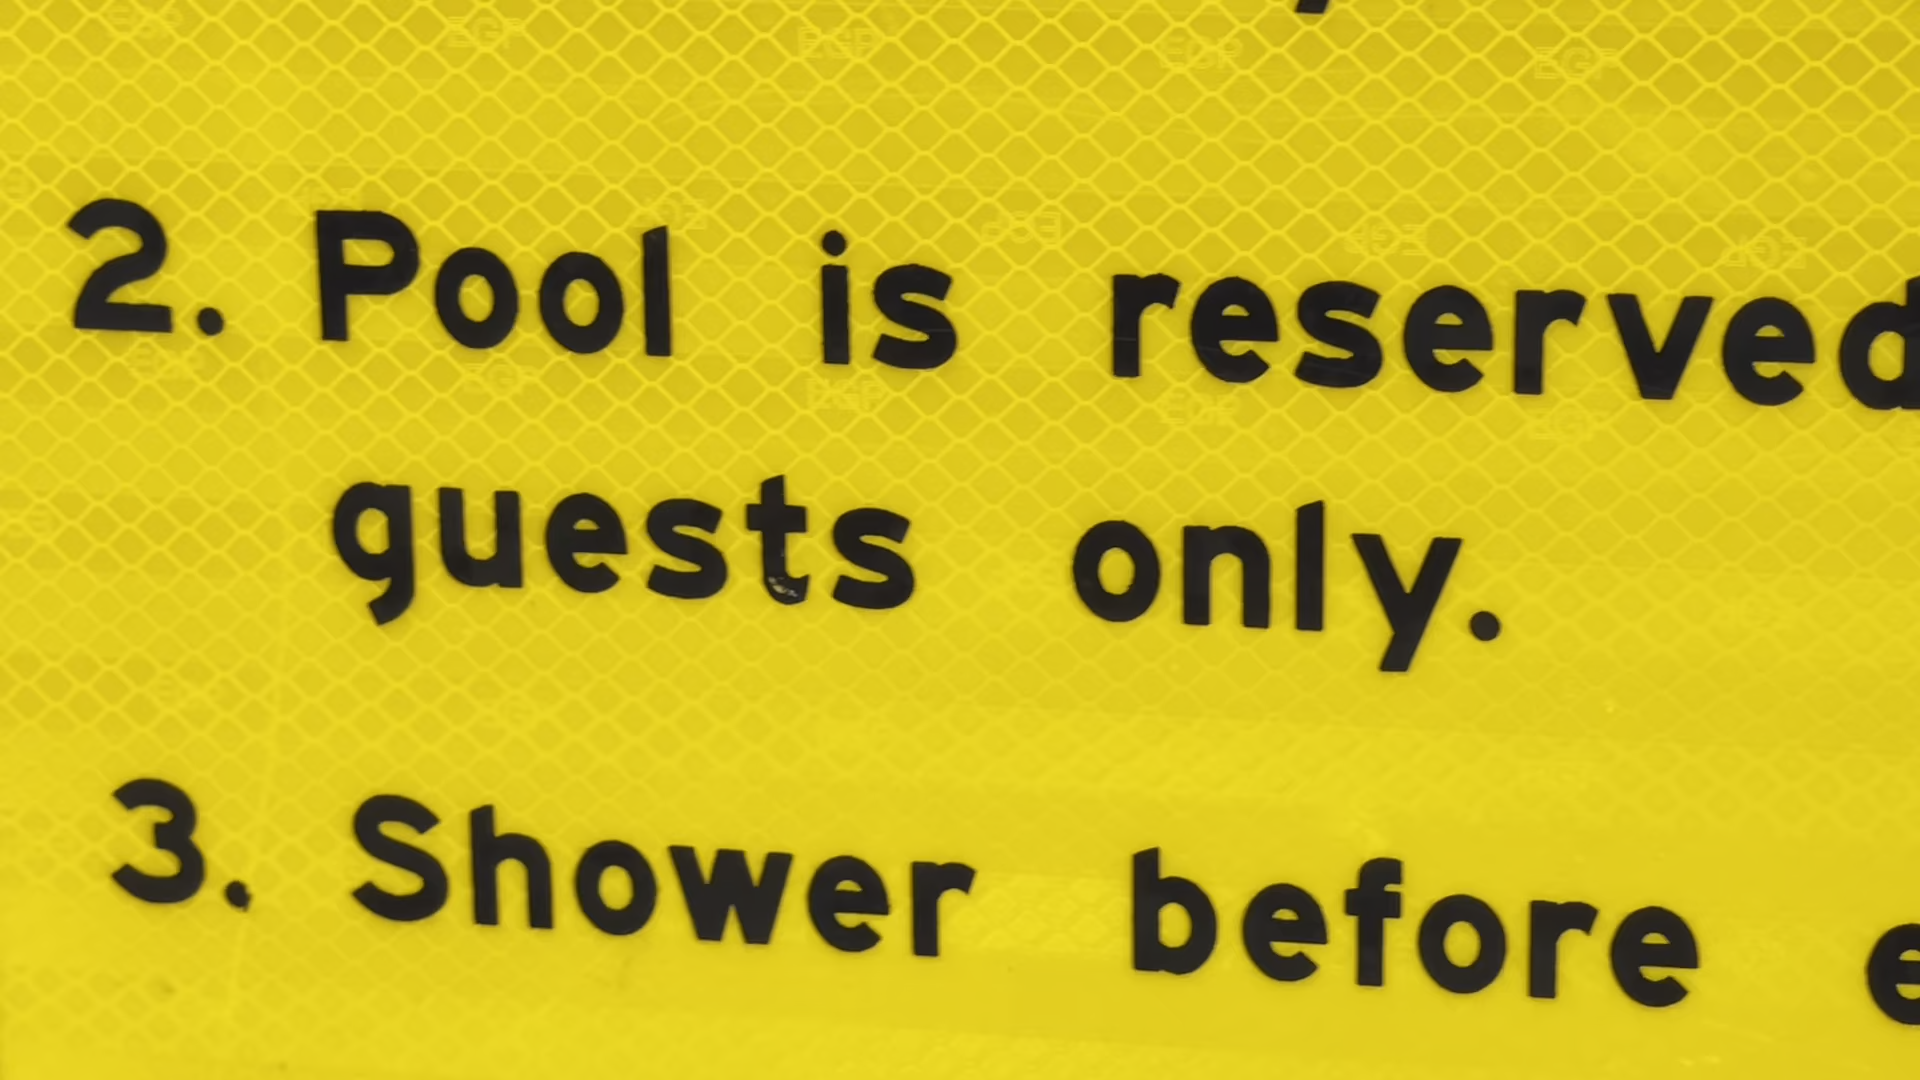 2. Pool is reserved
guests only.
3. Shower before